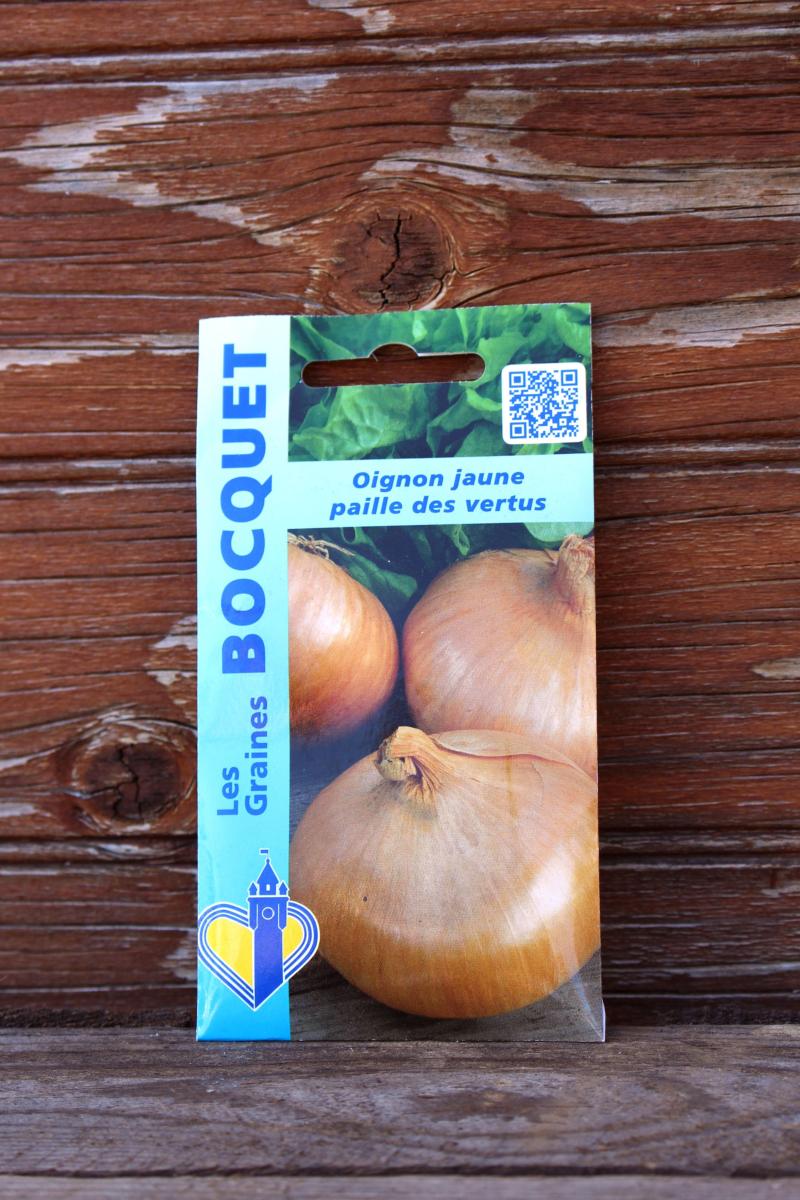 Les
Graines
BOCQUET
Oignon jaune
paille des vertus